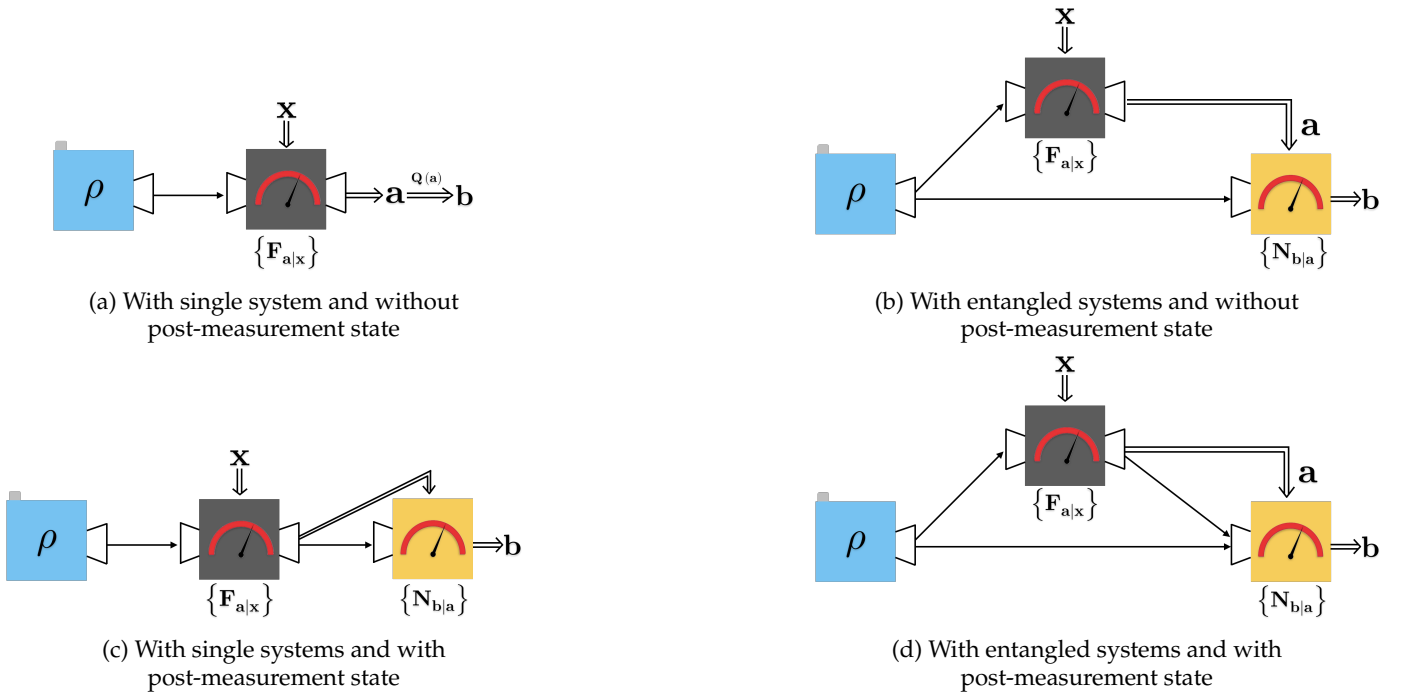 x
ρ
{F_{a|x}}
a
Q(a)
b
(a) With single system and without
post-measurement state
x
ρ
{F_{a|x}}
a
b
{N_{b|a}}
(b) With entangled systems and without
post-measurement state
x
ρ
{F_{a|x}}
b
{N_{b|a}}
(c) With single systems and with
post-measurement state
x
ρ
{F_{a|x}}
a
b
{N_{b|a}}
(d) With entangled systems and with
post-measurement state